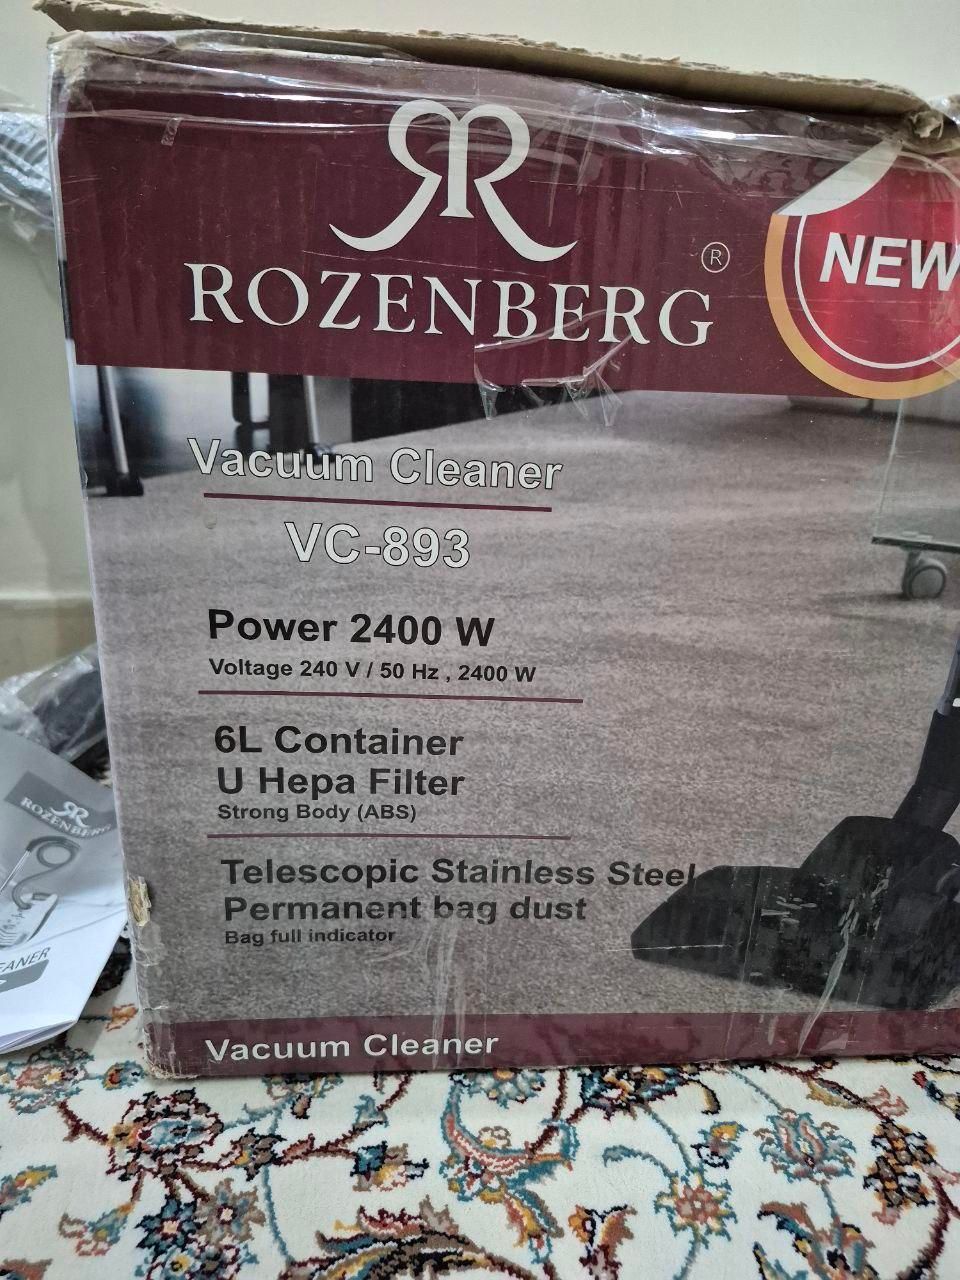 ROZENBERG
®
NEW
Vacuum Cleaner
VC-893
Power 2400 W
Voltage 240 V / 50 Hz , 2400 W
6L Container
U Hepa Filter
Strong Body (ABS)
Telescopic Stainless Steel
Permanent bag dust
Bag full indicator
Vacuum Cleaner
ROZENBERG